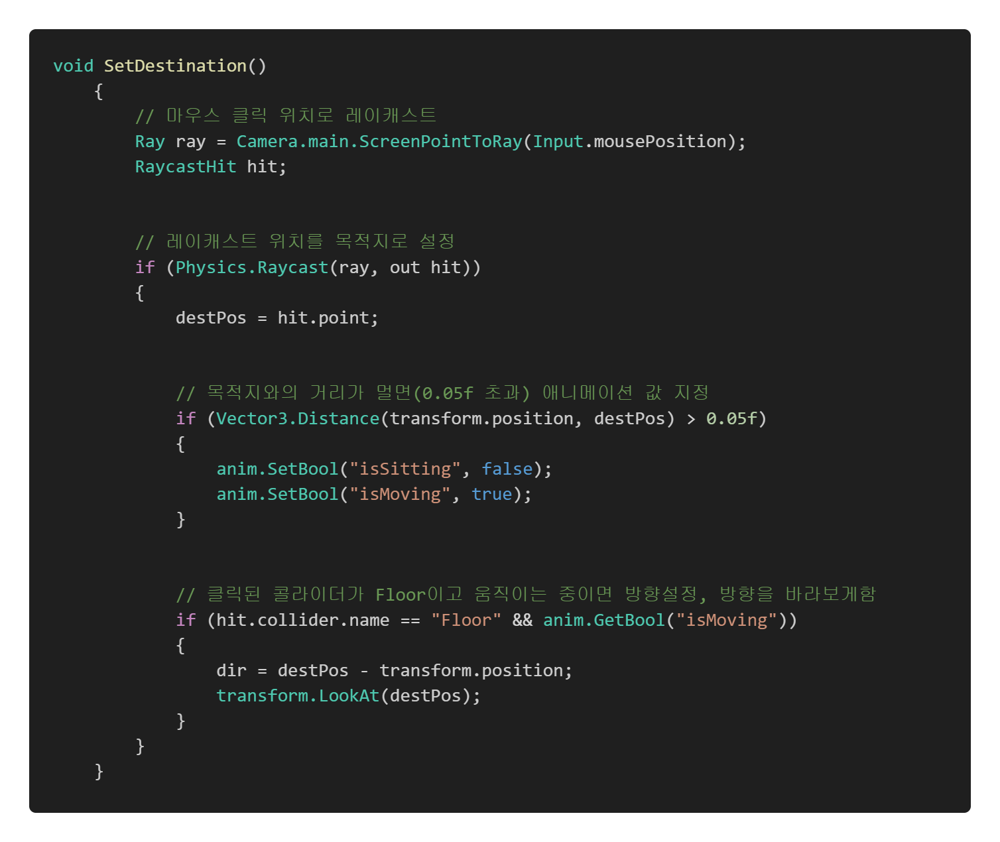 void SetDestination()
{
// 마우스 클릭 위치로 레이캐스트
Ray ray = Camera.main.ScreenPointToRay(Input.mousePosition);
RaycastHit hit;
// 레이캐스트 위치를 목적지로 설정
if (Physics.Raycast(ray, out hit))
{
destPos = hit.point;
// 목적지와의 거리가 멀면(0.05f 초과) 애니메이션 값 지정
if (Vector3.Distance(transform.position, destPos) > 0.05f)
{
anim.SetBool("isSitting", false);
anim.SetBool("isMoving", true);
}
// 클릭된 콜라이더가 Floor이고 움직이는 중이면 방향설정, 방향을 바라보게함
if (hit.collider.name == "Floor" && anim.GetBool("isMoving"))
{
dir = destPos - transform.position;
transform.LookAt(destPos);
}
}
}